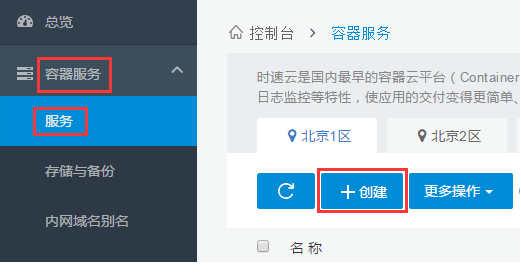 总览
容器服务
服务
存储与备份
内网域名别名
控制台 > 容器服务
时速云是国内最早的容器云平台（Container
日志监控等特性，使应用的交付变得更简单、
北京1区 北京2区
创建 更多操作
名 称